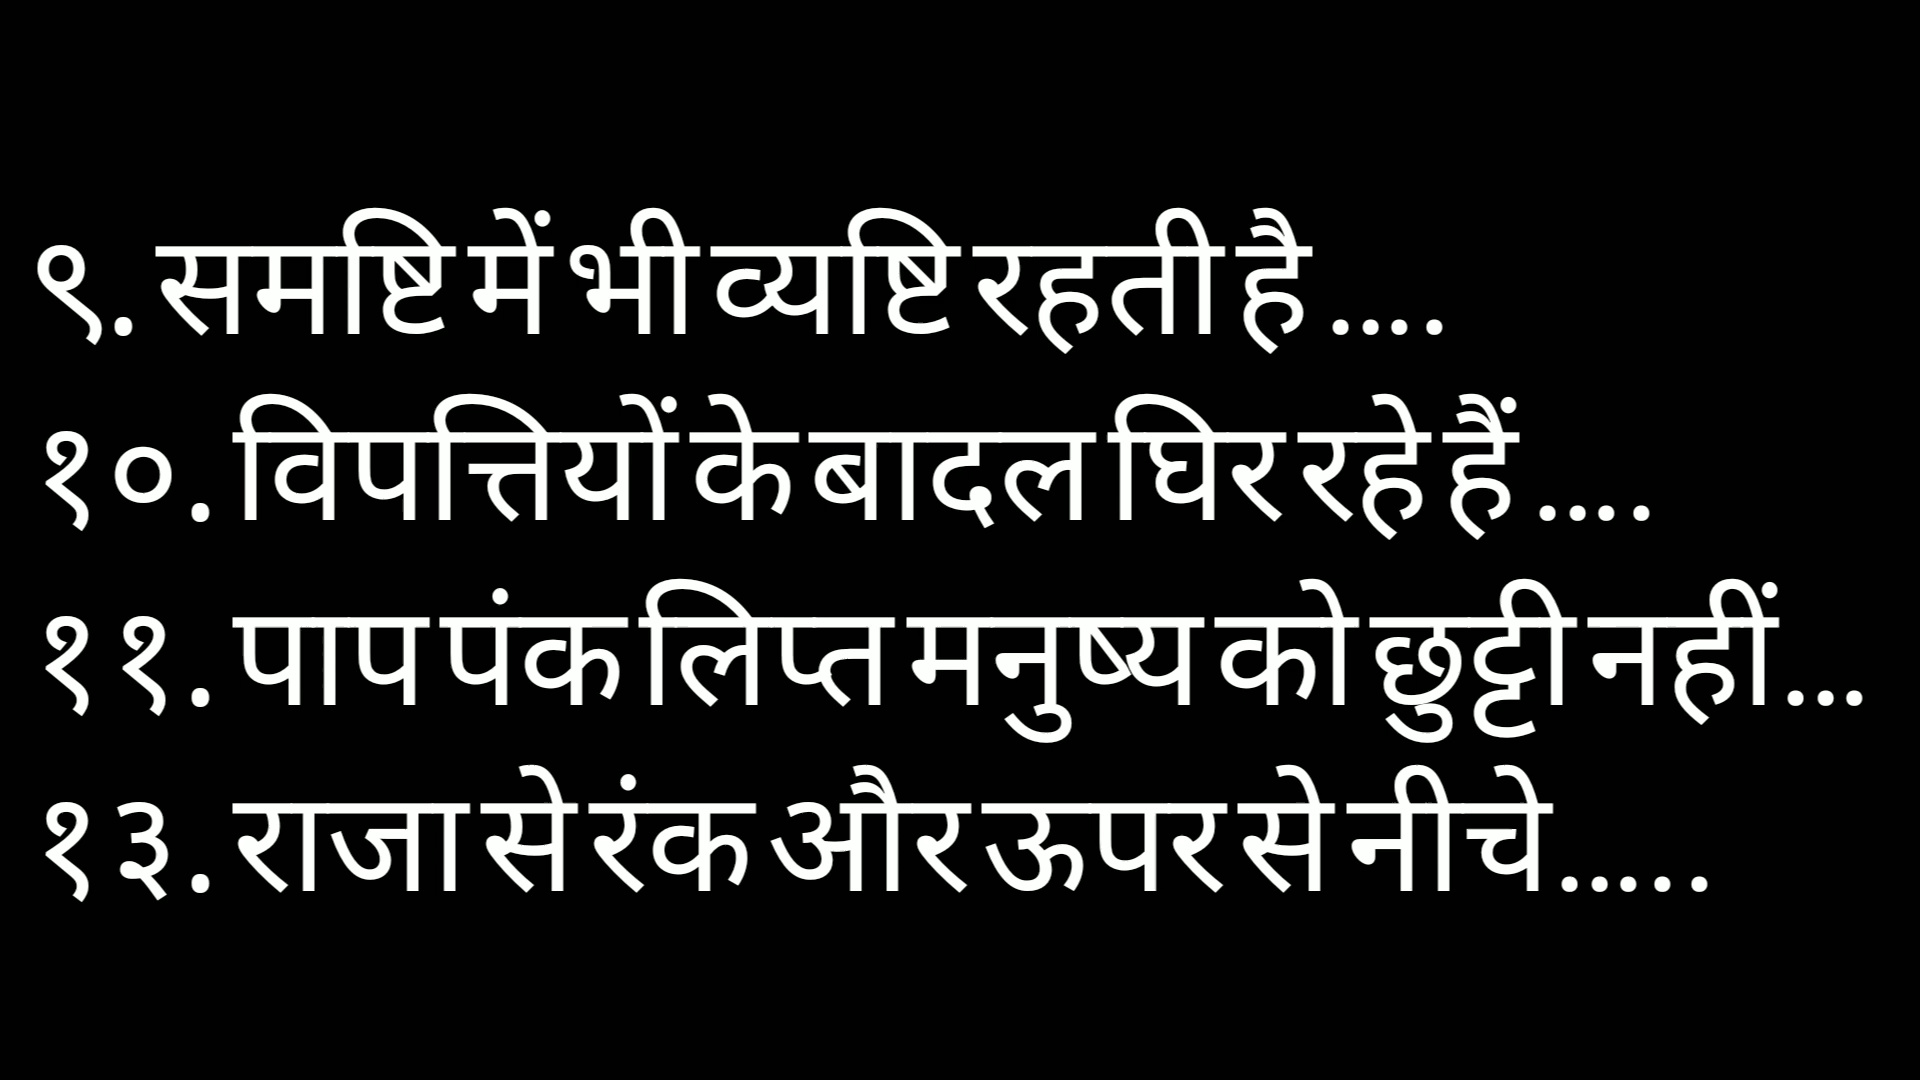 ९. समष्टि में भी व्यष्टि रहती है ....
१०. विपत्तियों के बादल घिर रहे हैं ....
११. पाप पंक लिप्त मनुष्य को छुट्टी नहीं...
१३. राजा से रंक और ऊपर से नीचे.....